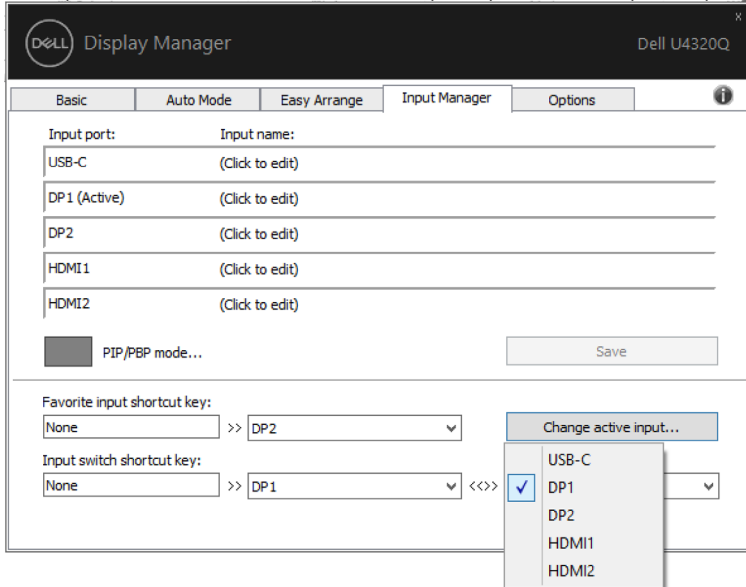 x
DELL Display Manager
Dell U4320Q
Basic Auto Mode Easy Arrange Input Manager Options i
Input port: Input name:
USB-C (Click to edit)
DP1 (Active) (Click to edit)
DP2 (Click to edit)
HDMI1 (Click to edit)
HDMI2 (Click to edit)
PIP/PBP mode... Save
Favorite input shortcut key:
None >> DP2 Change active input...
Input switch shortcut key:
None >> DP1 <<>>
USB-C
DP1
DP2
HDMI1
HDMI2